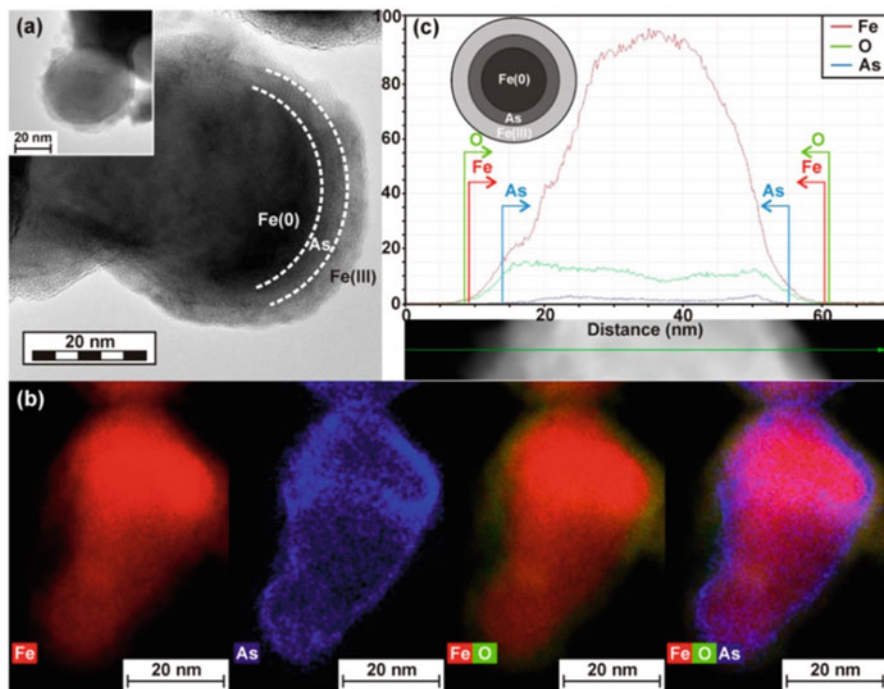 (a)
20 nm
Fe(0)
As
Fe(III)
20 nm
(c)
100
80
60
40
20
0
0
20
40
60
Distance (nm)
Fe(0)
As
Fe(III)
Fe
O
As
O
Fe
As
As
O
Fe
(b)
Fe
20 nm
As
20 nm
Fe O
20 nm
Fe O As
20 nm